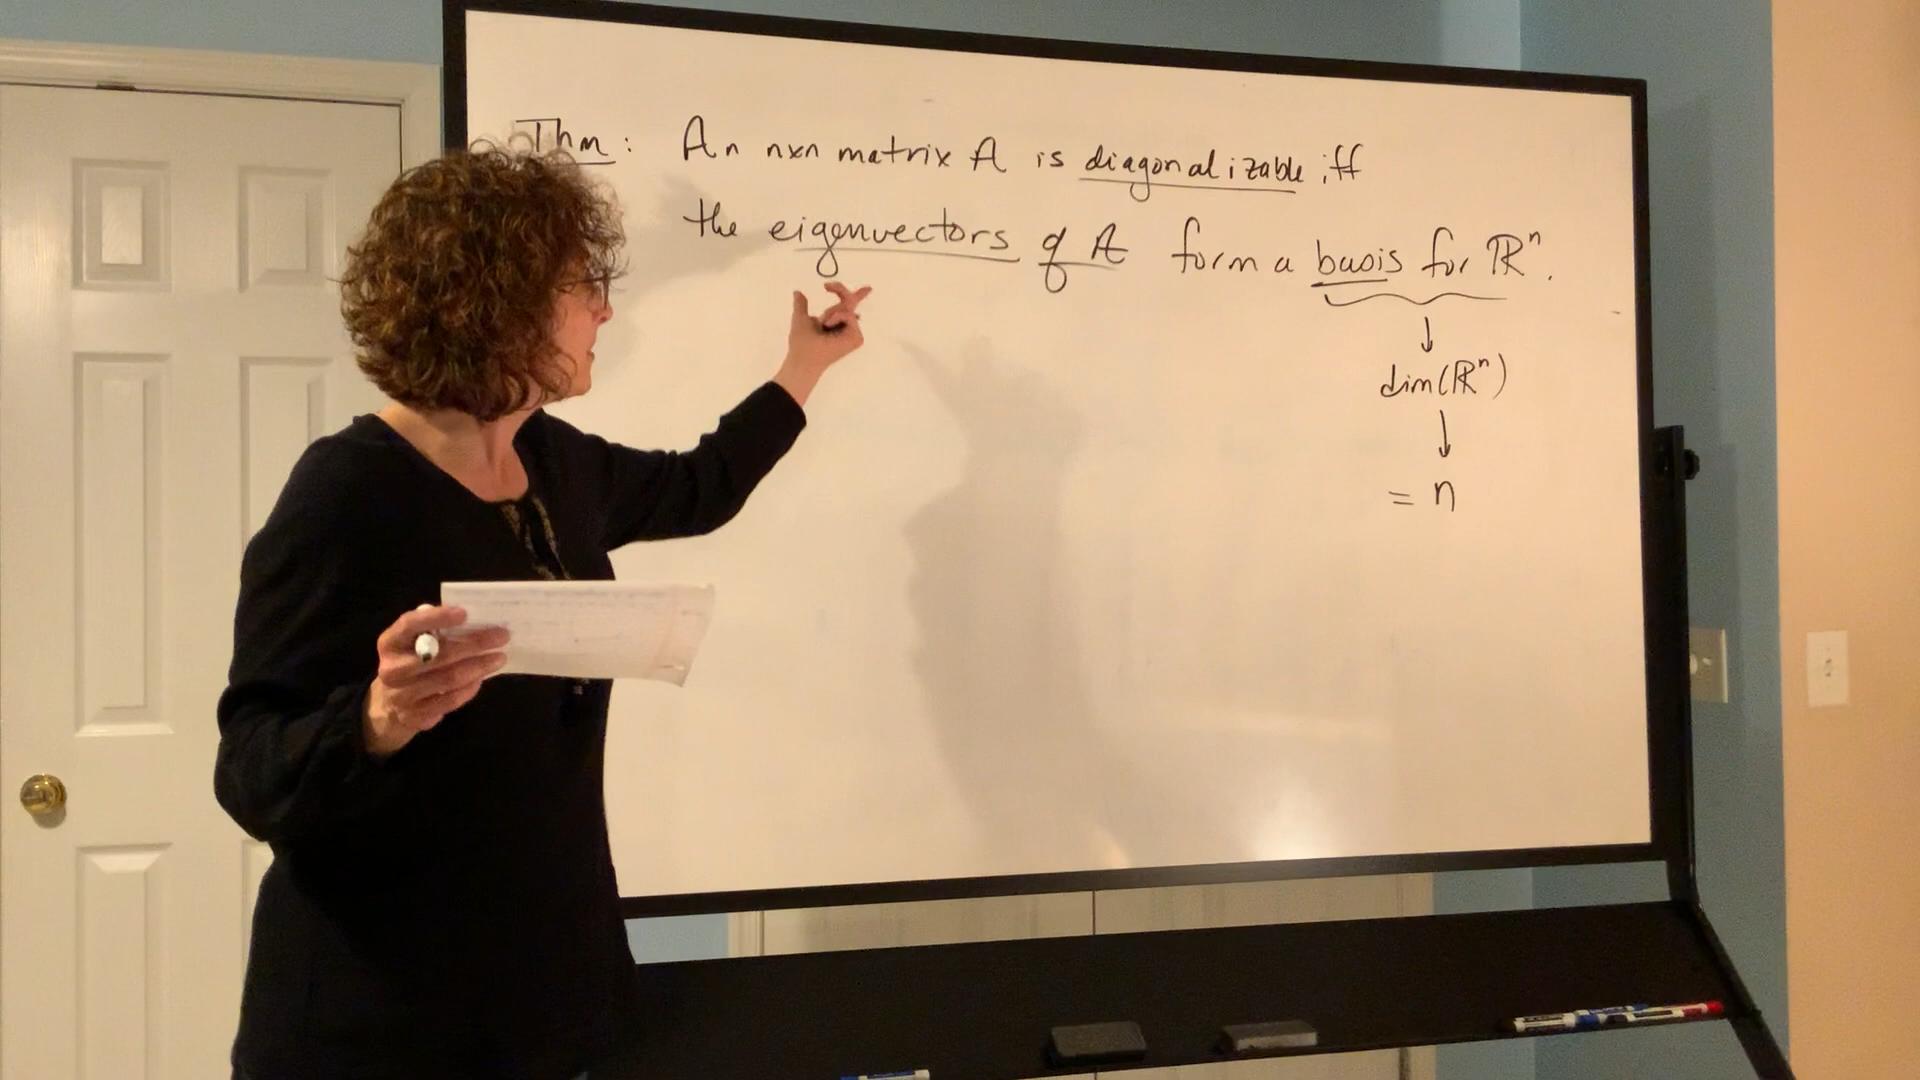 Thm: An nxn matrix A is diagonalizable iff
the eigenvectors of A form a basis for ℝⁿ.
↓
dim(ℝⁿ)
↓
= n